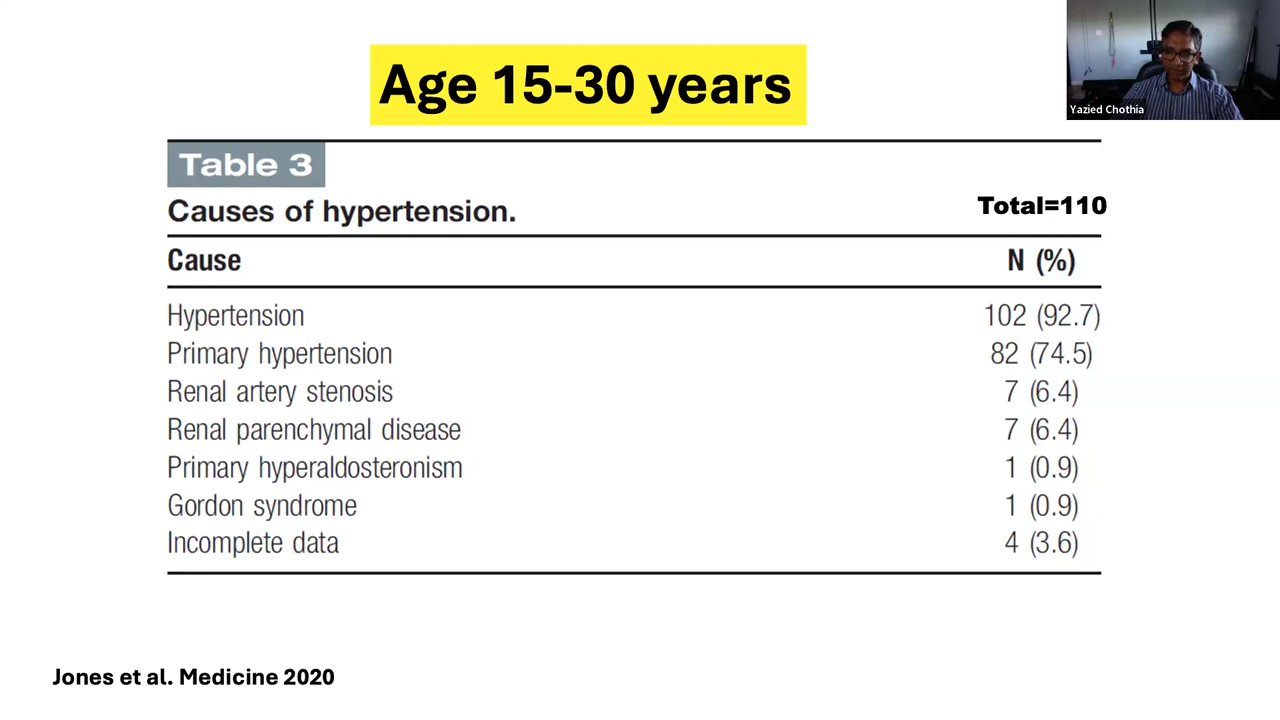 Age 15-30 years
Yazied Chothia
Table 3
Causes of hypertension.
Total=110
Cause N (%)
Hypertension 102 (92.7)
Primary hypertension 82 (74.5)
Renal artery stenosis 7 (6.4)
Renal parenchymal disease 7 (6.4)
Primary hyperaldosteronism 1 (0.9)
Gordon syndrome 1 (0.9)
Incomplete data 4 (3.6)
Jones et al. Medicine 2020